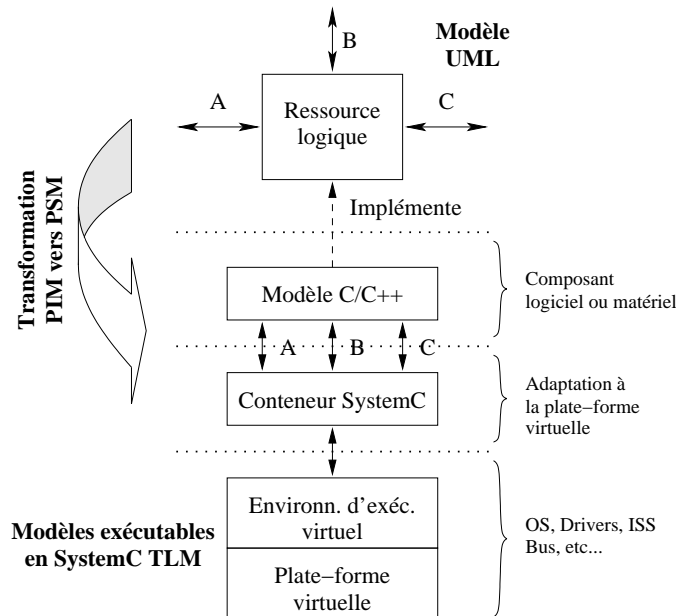 B
Modèle
UML
A
C
Ressource
logique
Transformation
PIM vers PSM
Implémente
Modèle C/C++
Composant
logiciel ou matériel
A
B
C
Conteneur SystemC
Adaptation à
la plate−forme
virtuelle
Environn. d'exéc.
virtuel
Modèles exécutables
en SystemC TLM
OS, Drivers, ISS
Bus, etc...
Plate−forme
virtuelle